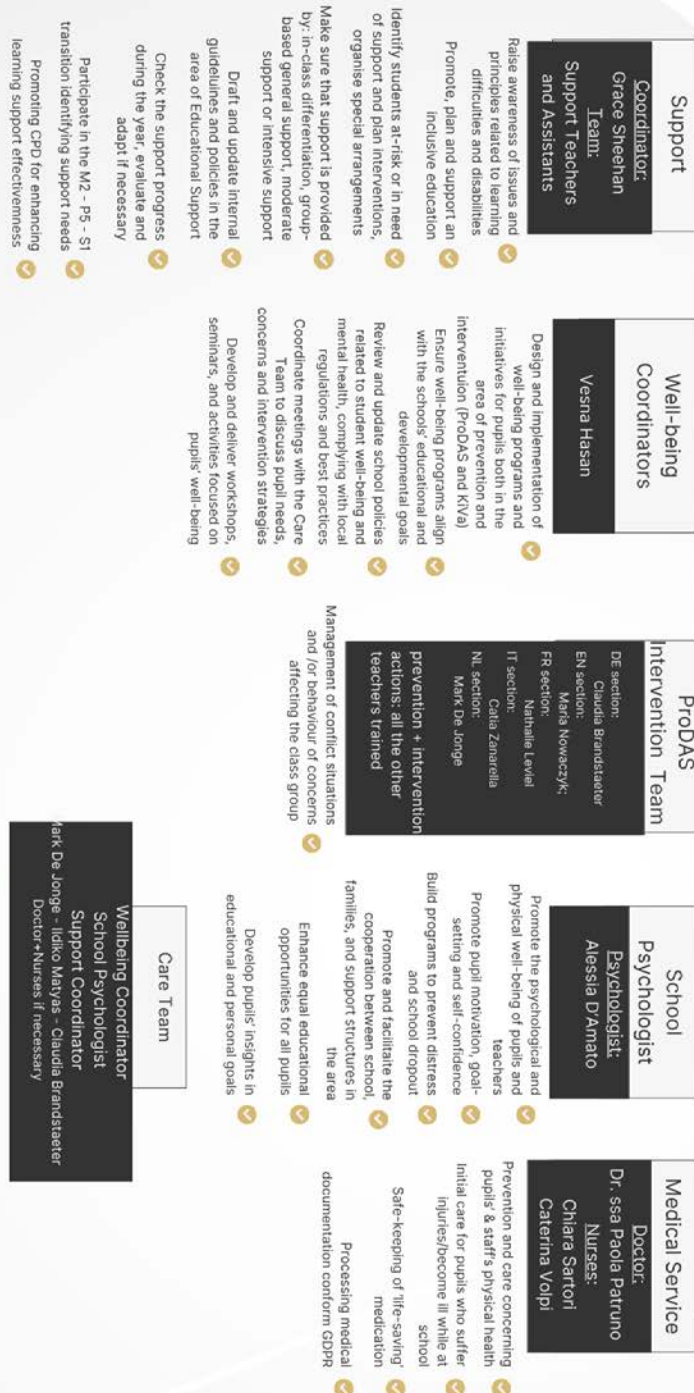 Support
Coordinator:
Grace Sheehan
Team:
Support Teachers
and Assistants
Raise awareness of issues and
principles related to learning
difficulties and disabilities
Promote, plan and support an
inclusive education
Identify students at-risk or in need
of support and plan interventions,
organise special arrangements
Make sure that support is provided
by: in-class differentiation, group-
based general support, moderate
support or intensive support
Draft and update internal
guideluines and policies in the
area of Educational Support
Check the support progress
during the year, evaluate and
adapt if necessary
Participate in the M2 - P5 - S1
transition identifying support needs
Promoting CPD for enhancing
learning support effectivemness
Well-being
Coordinators
Vesna Hasan
Design and implementation of
well-being programs and
initiatives for pupils both in the
area of prevention and
interventuion (ProDAS and KiVa)
Ensure well-being programs align
with the schools' educational and
developmental goals
Review and update school policies
related to student well-being and
mental health, complying with local
regulations and best practices
Coordinate meetings with the Care
Team to discuss pupil needs,
concerns and intervention strategies
Develop and deliver workshops,
seminars, and activities focused on
pupils' well-being
ProDAS
Intervention Team
DE section:
Claudia Brandstaeter
EN section:
Maria Nowaczyk;
FR section:
Nathalie Leviel
IT section:
Catia Zanarella
NL section:
Mark De Jonge
prevention + intervention
actions: all the other
teachers trained
Management of conflict situations
and /or behaviour of concerns
affecting the class group
School
Psychologist
Psychologist:
Alessia D'Amato
Promote the psychological and
physical well-being of pupils and
teachers
Promote pupil motivation, goal-
setting and self-confidence
Build programs to prevent distress
and school dropout
Promote and facilitaite the
cooperation between school,
families, and support structures in
the area
Enhance equal educational
opportunities for all pupils
Develop pupils' insights in
educational and personal goals
Medical Service
Doctor:
Dr. ssa Paola Patruno
Nurses:
Chiara Sartori
Caterina Volpi
Prevention and care concerning
pupils' & staff's physical health
Initial care for pupils who suffer
injuries/become ill while at
school
Safe-keeping of 'life-saving'
medication
Processing medical
documentation conform GDPR
Care Team
Wellbeing Coordinator
School Psychologist
Support Coordinator
Mark De Jonge - Ildiko Matyas - Claudia Brandstaeter
Doctor+Nurses if necessary